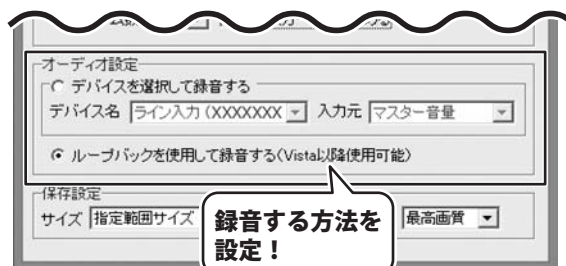 オーディオ設定
デバイスを選択して録音する
デバイス名 ライン入力 (XXXXXXX 入力元 マスター音量
ループバックを使用して録音する(Vista以降使用可能)
保存設定
サイズ 指定範囲サイズ 最高画質
録音する方法を
設定!